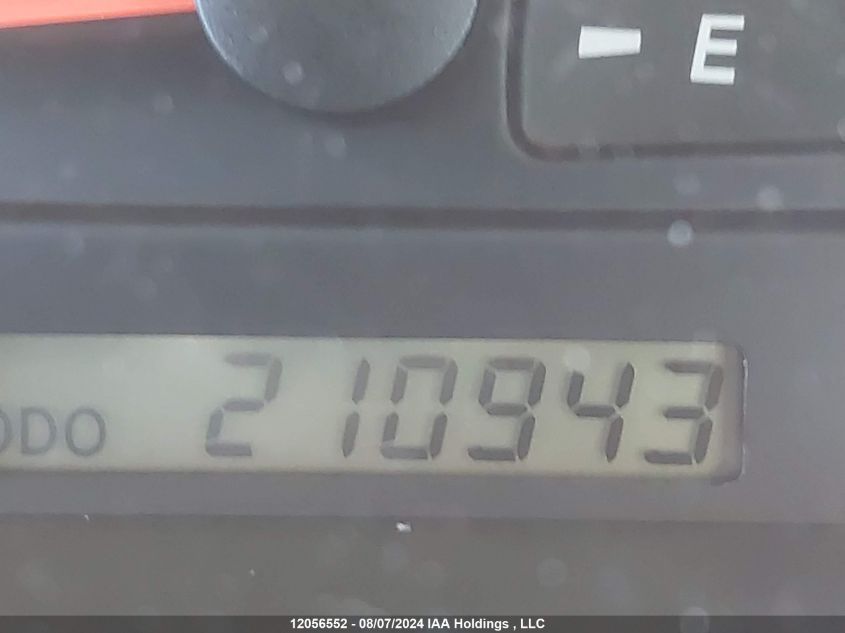 E
ODO 210943
12056552 - 08/07/2024 IAA Holdings , LLC